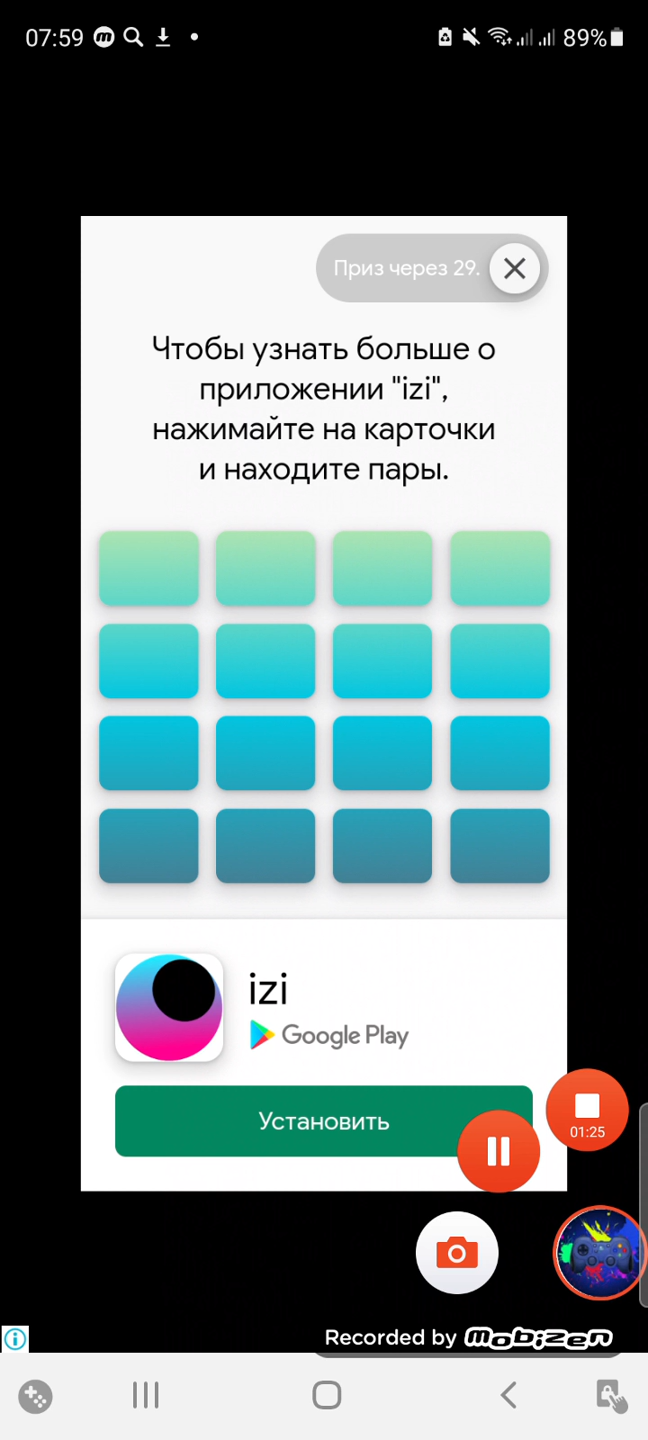 07:59
89%
Приз через 29.
Чтобы узнать больше о
приложении "izi",
нажимайте на карточки
и находите пары.
izi
Google Play
Установить
01:25
Recorded by Mobizen